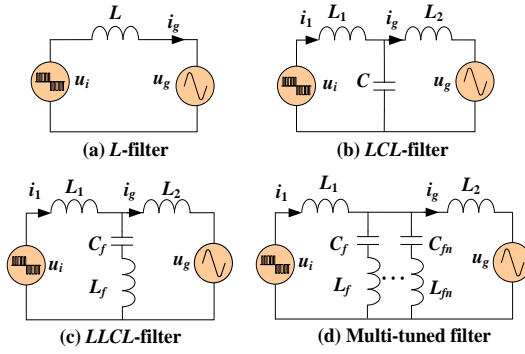 L
i_g
u_i
u_g
(a) L-filter
i_1
L_1
i_g
L_2
u_i
C
u_g
(b) LCL-filter
i_1
L_1
i_g
L_2
C_f
u_i
L_f
u_g
(c) LLCL-filter
i_1
L_1
i_g
L_2
C_f
C_fn
u_i
L_f
...
L_fn
u_g
(d) Multi-tuned filter